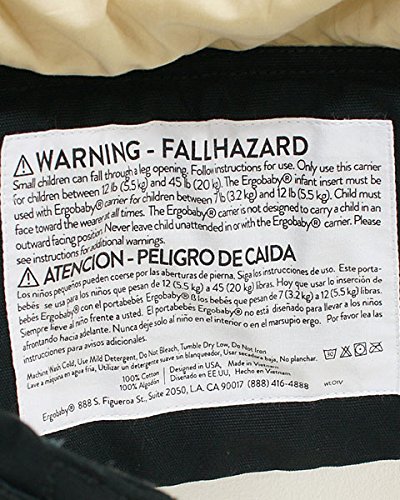 ⚠WARNING - FALLHAZARD
Small children can fall through a leg opening. Follow instructions for use. Only use this carrier
for children between 12 lb (5.5 kg) and 45 lb (20 kg). The Ergobaby® infant insert must be
used with Ergobaby® carrier for children between 7 lb (3.2 kg) and 12 lb (5.5 kg). Child must
face toward the wearer at all times. The Ergobaby® carrier is not designed to carry a child in an
outward facing position. Never leave child unattended in or with the Ergobaby® carrier. Please
see instructions for additional warnings.
⚠ATENCION - PELIGRO DE CAIDA
Los niños pequeños pueden caerse por las aberturas de pierna. Siga los instrucciones de uso. Este porta-
bebés se usa para los niños que pesan de 12 (5.5 kg) a 45 (20 kg) libras. Hoy que usar lo inserción de
Ergobaby® con el portabebés Ergobaby® ß los bebés que pesan de 7 (3.2 kg) a 12 (5.5 kg) libras.
Siempre lleve al niño frente a usted. El portabebés Ergobaby® no está diseñado para llevar a los niños
afrontando hacia adelante. Nunca deje solo al niño en el interior o en el marsupio ergo. Por favor lea las
instrucciones para avisos adicionales.
Machine Wash Cold, Use Mild Detergent, Do Not Bleach, Tumble Dry Low, Do Not Iron
Lave a maquina en agua fria, Utilizar un detergente suave un blanqueador, Usar secadora baja, No planchar.
100% Cotton Designed in USA, Made in Vietnam
100% Algodón Diseñado en EE.UU, Hecho en Vietnam
Ergobaby® 888 S. Figueroa St., Suite 2050, L.A. CA 90017 (888) 416-4888